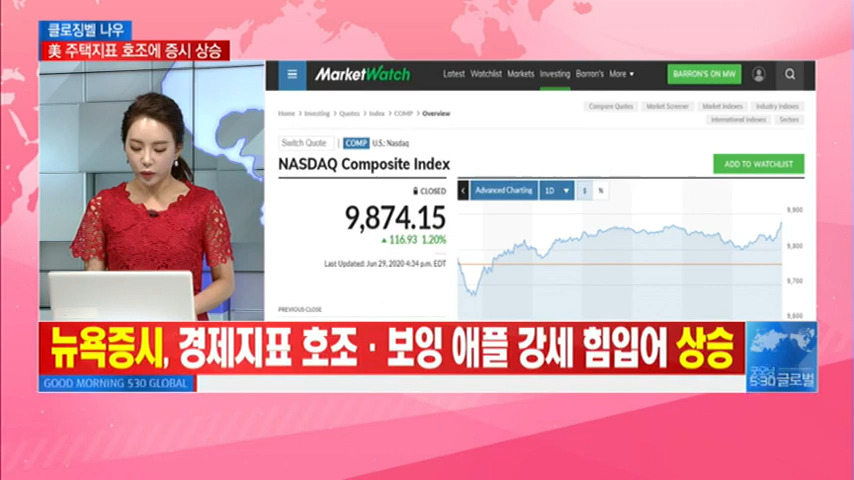 클로징벨 나우
美 주택지표 호조에 증시 상승
MarketWatch
Latest Watchlist Markets Investing Barron's More
BARRON'S ON MW
Home > Investing > Quotes > Index > COMP > Overview
Compare Quotes Market Screener Market Indexes Industry Indexes
International Indexes Sectors
Switch Quote COMP U.S.: Nasdaq
NASDAQ Composite Index
ADD TO WATCHLIST
CLOSED
9,874.15
116.93 1.20%
Last Updated: Jun 29, 2020 4:34 p.m. EDT
PREVIOUS CLOSE
Advanced Charting 1D $ %
9,900
9,800
9,700
9,600
뉴욕증시, 경제지표 호조·보잉 애플 강세 힘입어 상승
GOOD MORNING 530 GLOBAL
굿모닝
5:30 글로벌